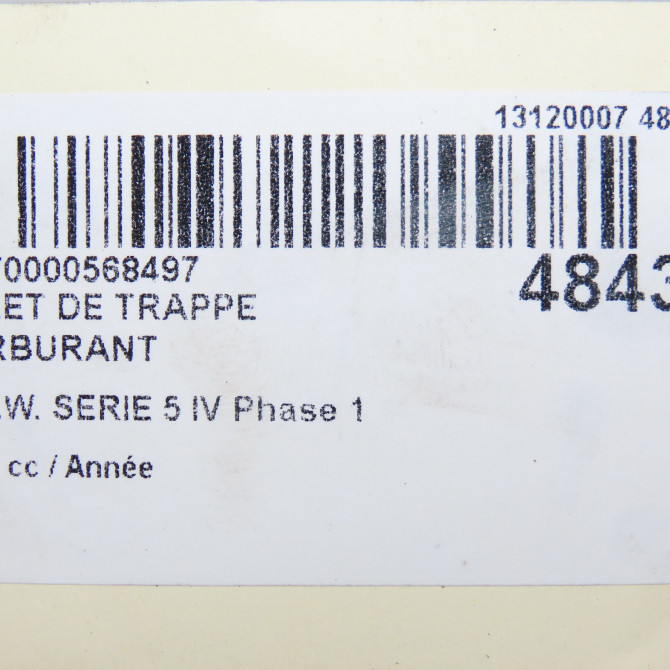 13120007 48
70000568497
4843
ET DE TRAPPE
RBURANT
.W. SERIE 5 IV Phase 1
cc / Année